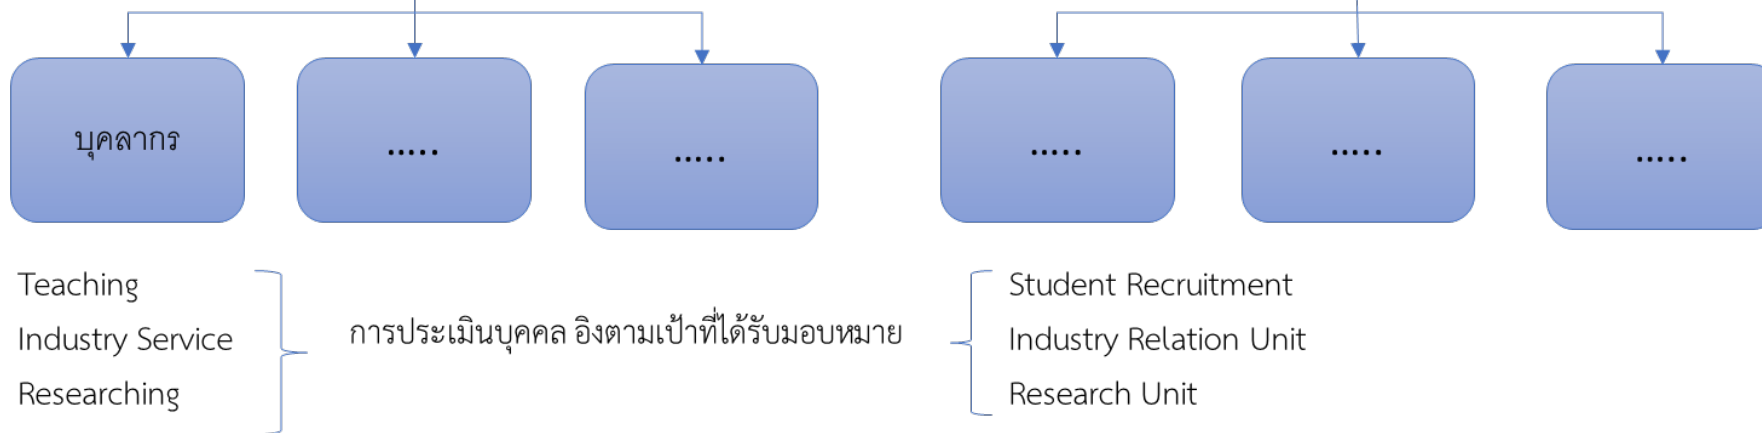 บุคลากร
.....
.....
.....
.....
.....
Teaching
Industry Service
Researching
การประเมินบุคคล อิงตามเป้าที่ได้รับมอบหมาย
Student Recruitment
Industry Relation Unit
Research Unit